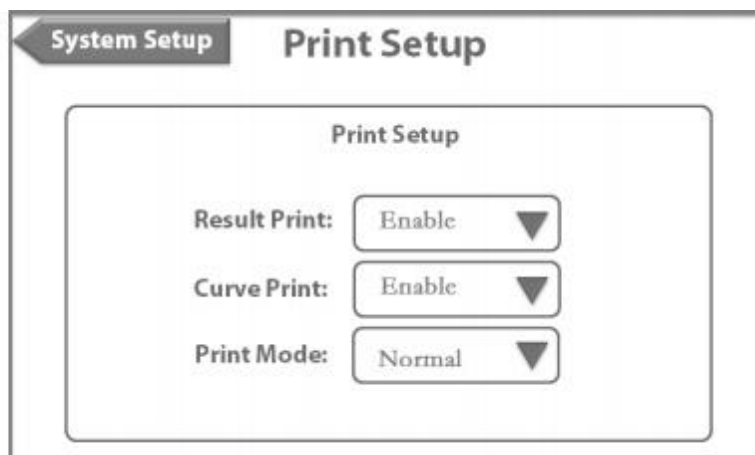 System Setup
Print Setup
Print Setup
Result Print: Enable
Curve Print: Enable
Print Mode: Normal